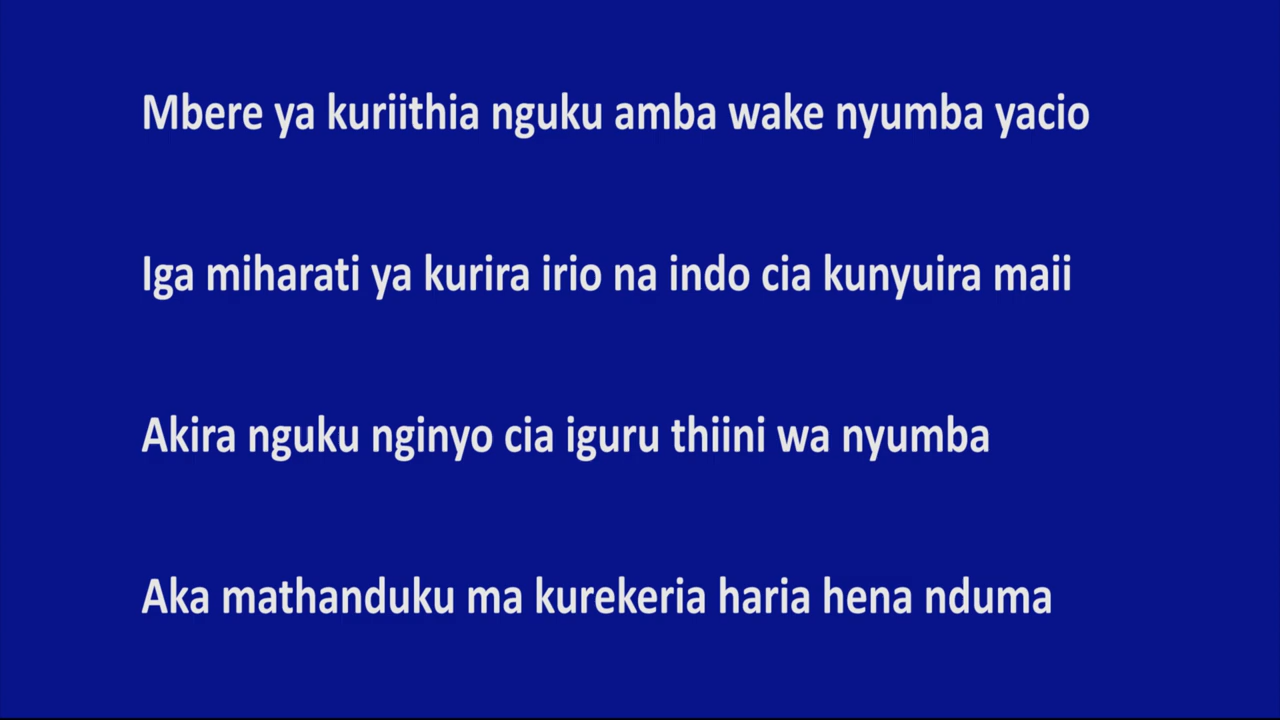 Mbere ya kuriithia nguku amba wake nyumba yacio
Iga miharati ya kurira irio na indo cia kunyuira maii
Akira nguku nginyo cia iguru thiini wa nyumba
Aka mathanduku ma kurekeria haria hena nduma